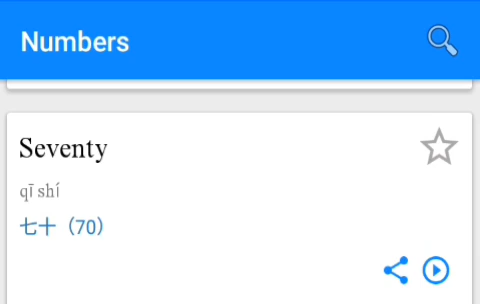 Numbers
Seventy
qī shí
七十（70）